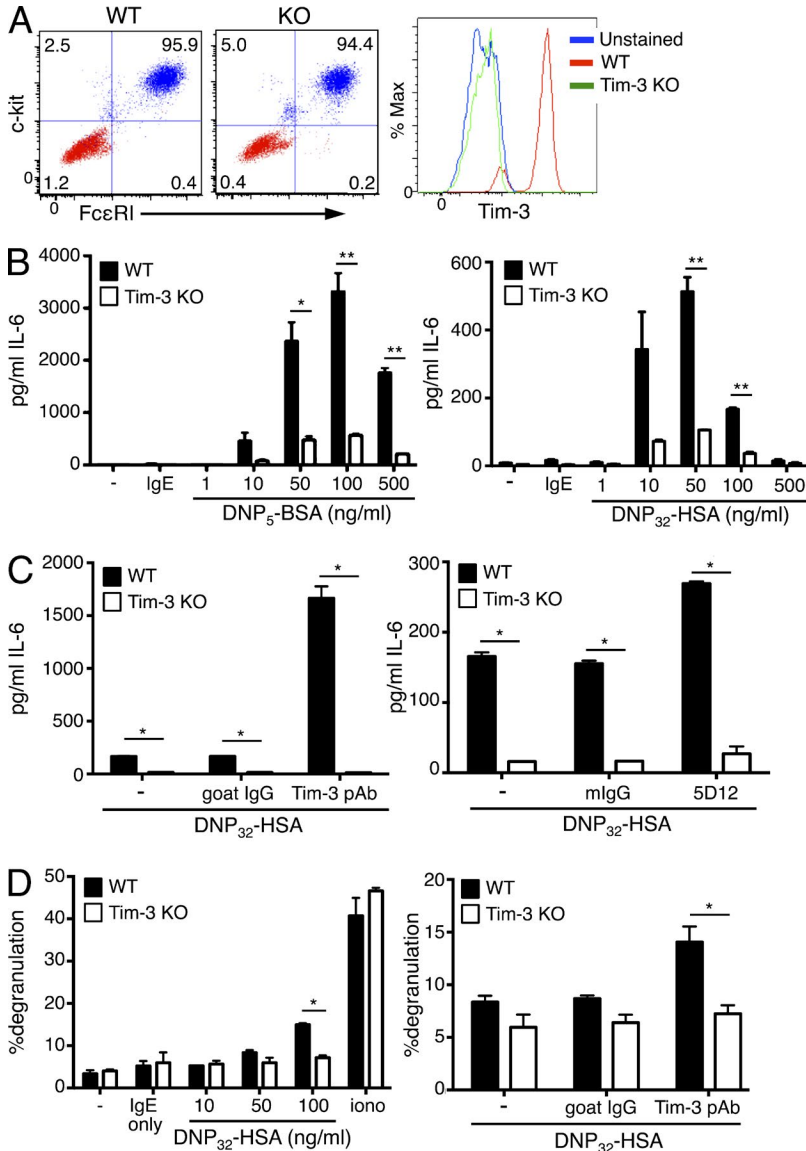 A
WT
KO
2.5
95.9
1.2
0.4
5.0
94.4
0.4
0.2
c-kit
0
0
0
FcεRI
% Max
0
0
Tim-3
Unstained
WT
Tim-3 KO
B
WT
Tim-3 KO
pg/ml IL-6
4000
3000
2000
1000
0
*
**
**
- IgE 1 10 50 100 500
DNP5-BSA (ng/ml)
WT
Tim-3 KO
pg/ml IL-6
600
400
200
0
**
**
- IgE 1 10 50 100 500
DNP32-HSA (ng/ml)
C
WT
Tim-3 KO
pg/ml IL-6
2000
1500
1000
500
0
*
*
*
- goat IgG Tim-3 pAb
DNP32-HSA
WT
Tim-3 KO
pg/ml IL-6
300
200
100
0
*
*
*
- mIgG 5D12
DNP32-HSA
D
WT
Tim-3 KO
%degranulation
50
40
30
20
10
0
*
- IgE only 10 50 100 iono
DNP32-HSA (ng/ml)
WT
Tim-3 KO
%degranulation
20
15
10
5
0
*
- goat IgG Tim-3 pAb
DNP32-HSA